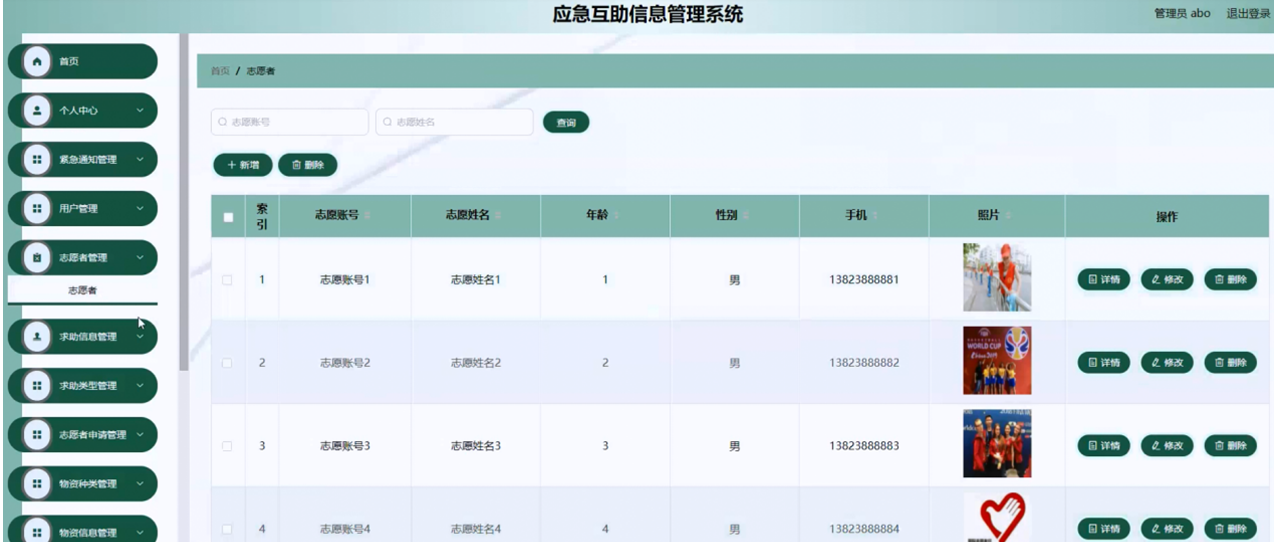 应急互助信息管理系统
管理员 abo 退出登录
首页
个人中心
紧急通知管理
用户管理
志愿者管理
志愿者
求助信息管理
求助类型管理
志愿者申请管理
物资种类管理
物资信息管理
首页 / 志愿者
志愿账号 志愿姓名 查询
新增 删除
索引 志愿账号 志愿姓名 年龄 性别 手机 照片 操作
1 志愿账号1 志愿姓名1 1 男 13823888881 详情 修改 删除
WORLD CUP
2 志愿账号2 志愿姓名2 2 男 13823888882 详情 修改 删除
3 志愿账号3 志愿姓名3 3 男 13823888883 详情 修改 删除
4 志愿账号4 志愿姓名4 4 男 13823888884 详情 修改 删除